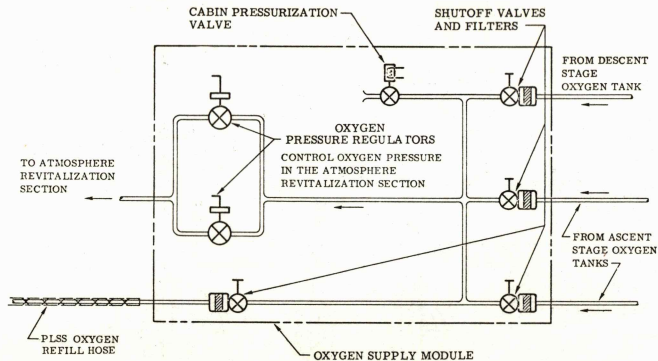 CABIN PRESSURIZATION
VALVE
SHUTOFF VALVES
AND FILTERS
FROM DESCENT
STAGE
OXYGEN TANK
OXYGEN
PRESSURE REGULATORS
CONTROL OXYGEN PRESSURE
IN THE ATMOSPHERE
REVITALIZATION SECTION
TO ATMOSPHERE
REVITALIZATION
SECTION
FROM ASCENT
STAGE OXYGEN
TANKS
PLSS OXYGEN
REFILL HOSE
OXYGEN SUPPLY MODULE